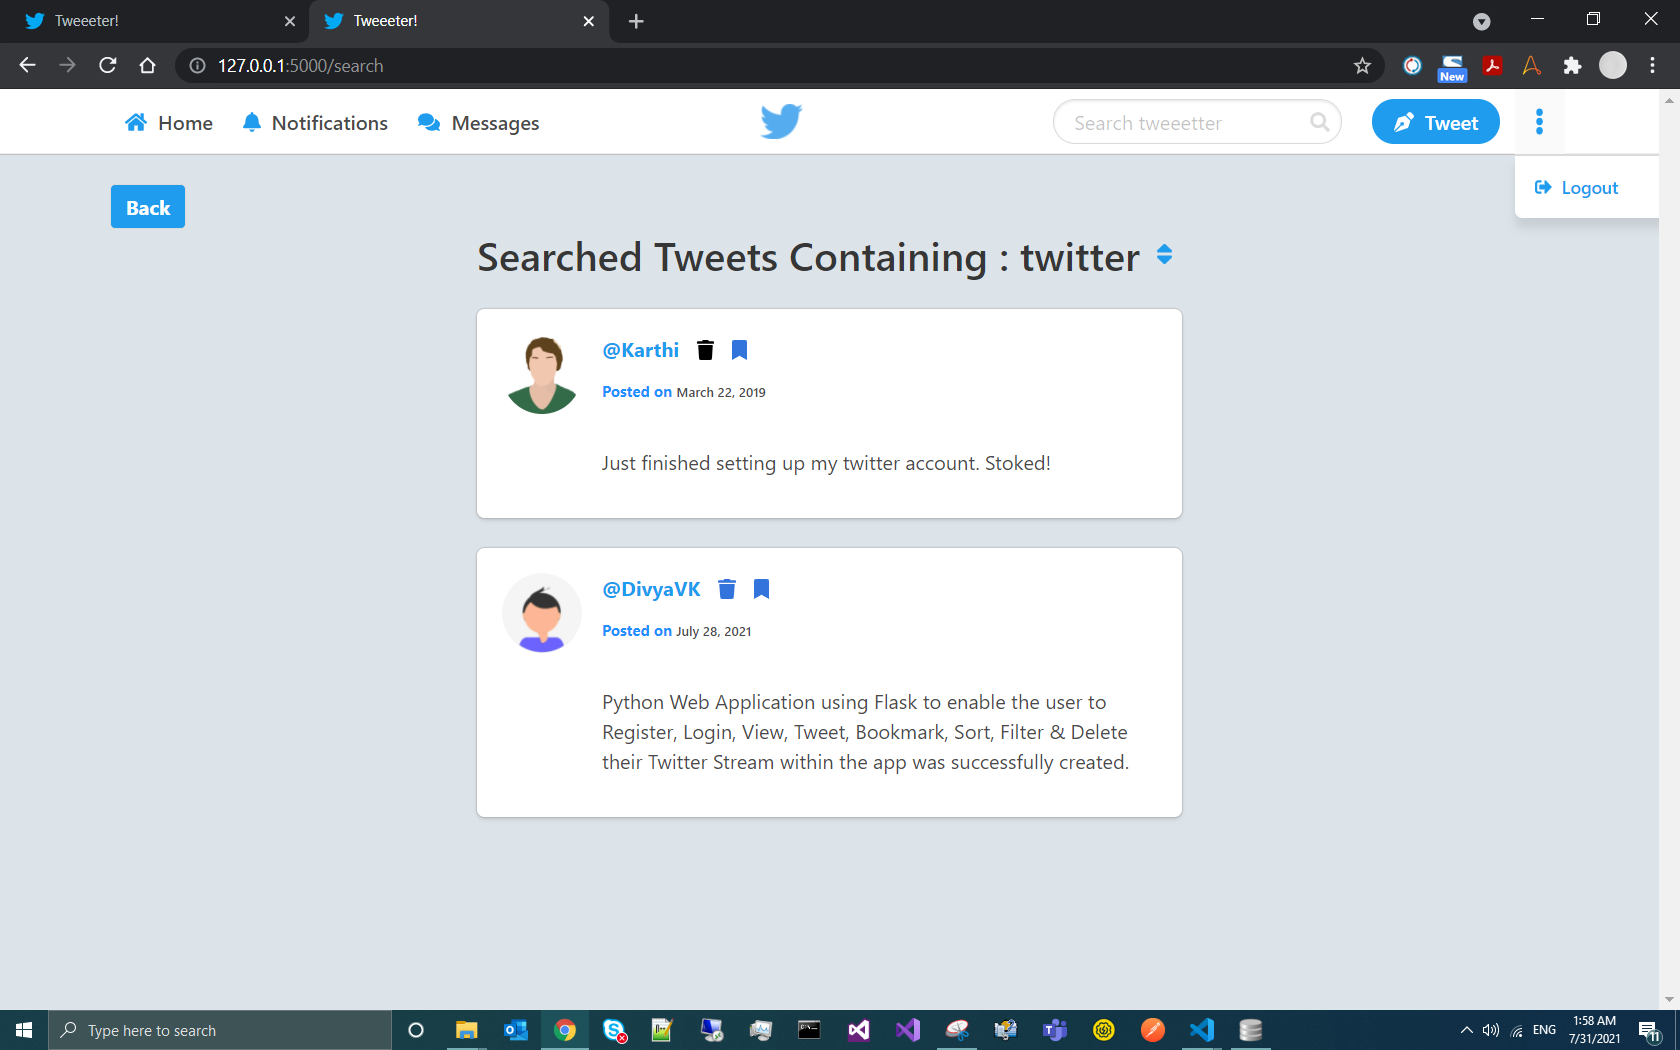 Tweeeter!
Tweeeter!
127.0.0.1:5000/search
New
Home
Notifications
Messages
Search tweeetter
Tweet
Logout
Back
Searched Tweets Containing : twitter
@Karthi
Posted on March 22, 2019
Just finished setting up my twitter account. Stoked!
@DivyaVK
Posted on July 28, 2021
Python Web Application using Flask to enable the user to
Register, Login, View, Tweet, Bookmark, Sort, Filter & Delete
their Twitter Stream within the app was successfully created.
Type here to search
ENG
1:58 AM
7/31/2021
11